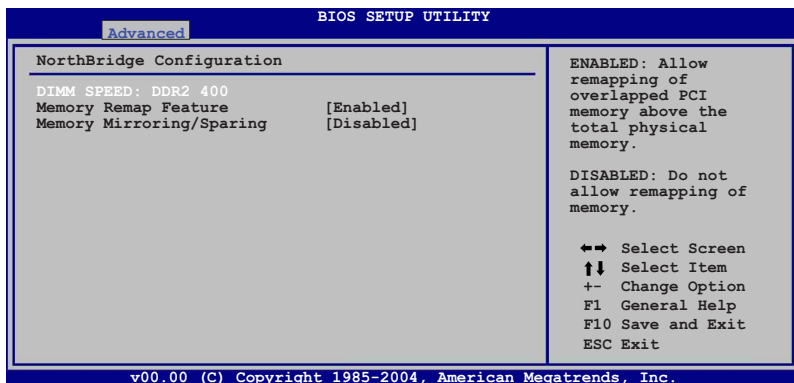 BIOS SETUP UTILITY
Advanced
NorthBridge Configuration
DIMM SPEED: DDR2 400
Memory Remap Feature [Enabled]
Memory Mirroring/Sparing [Disabled]
ENABLED: Allow
remapping of
overlapped PCI
memory above the
total physical
memory.
DISABLED: Do not
allow remapping of
memory.
←→ Select Screen
↑↓ Select Item
+- Change Option
F1 General Help
F10 Save and Exit
ESC Exit
v00.00 (C) Copyright 1985-2004, American Megatrends, Inc.